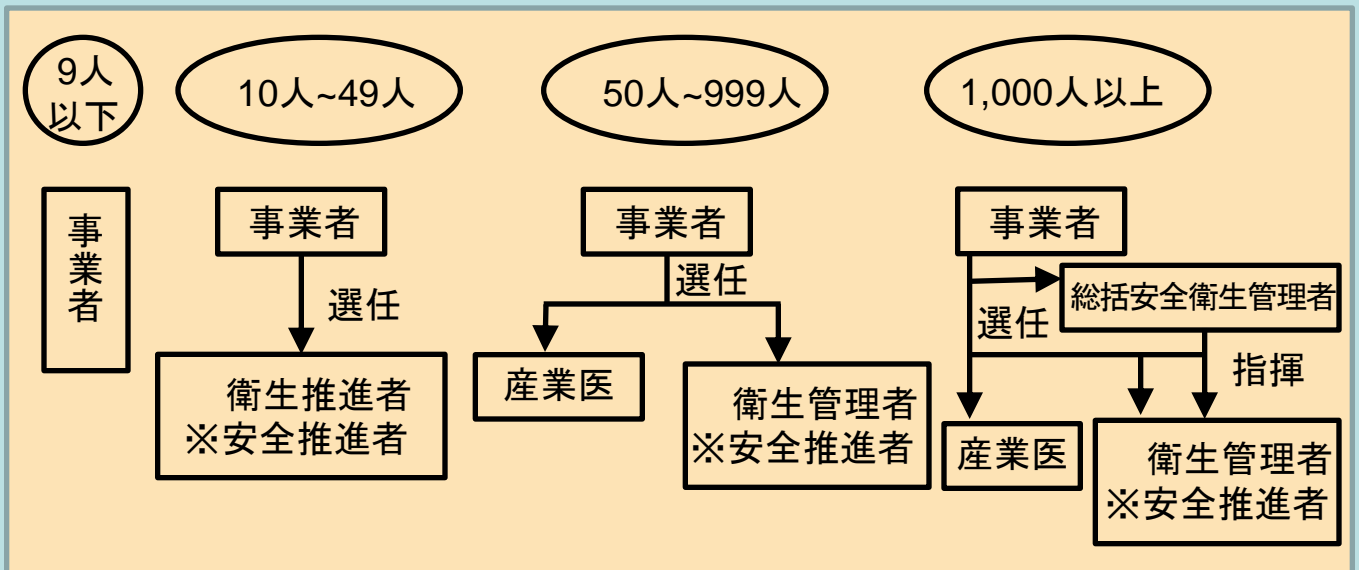 9人
以下
10人~49人
50人~999人
1,000人以上
事業者
事業者
選任
衛生推進者
※安全推進者
事業者
選任
産業医
衛生管理者
※安全推進者
事業者
総括安全衛生管理者
選任
指揮
産業医
衛生管理者
※安全推進者